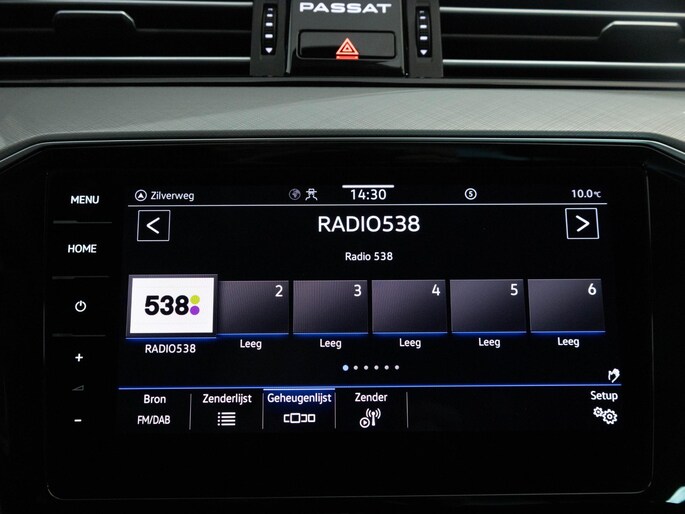 PASSAT
MENU
Zilverweg
14:30
S
10.0°C
HOME
RADIO538
Radio 538
538
2
3
4
5
6
RADIO538
Leeg
Leeg
Leeg
Leeg
Leeg
+
-
Bron
Zenderlijst
Geheugenlijst
Zender
Setup
FM/DAB